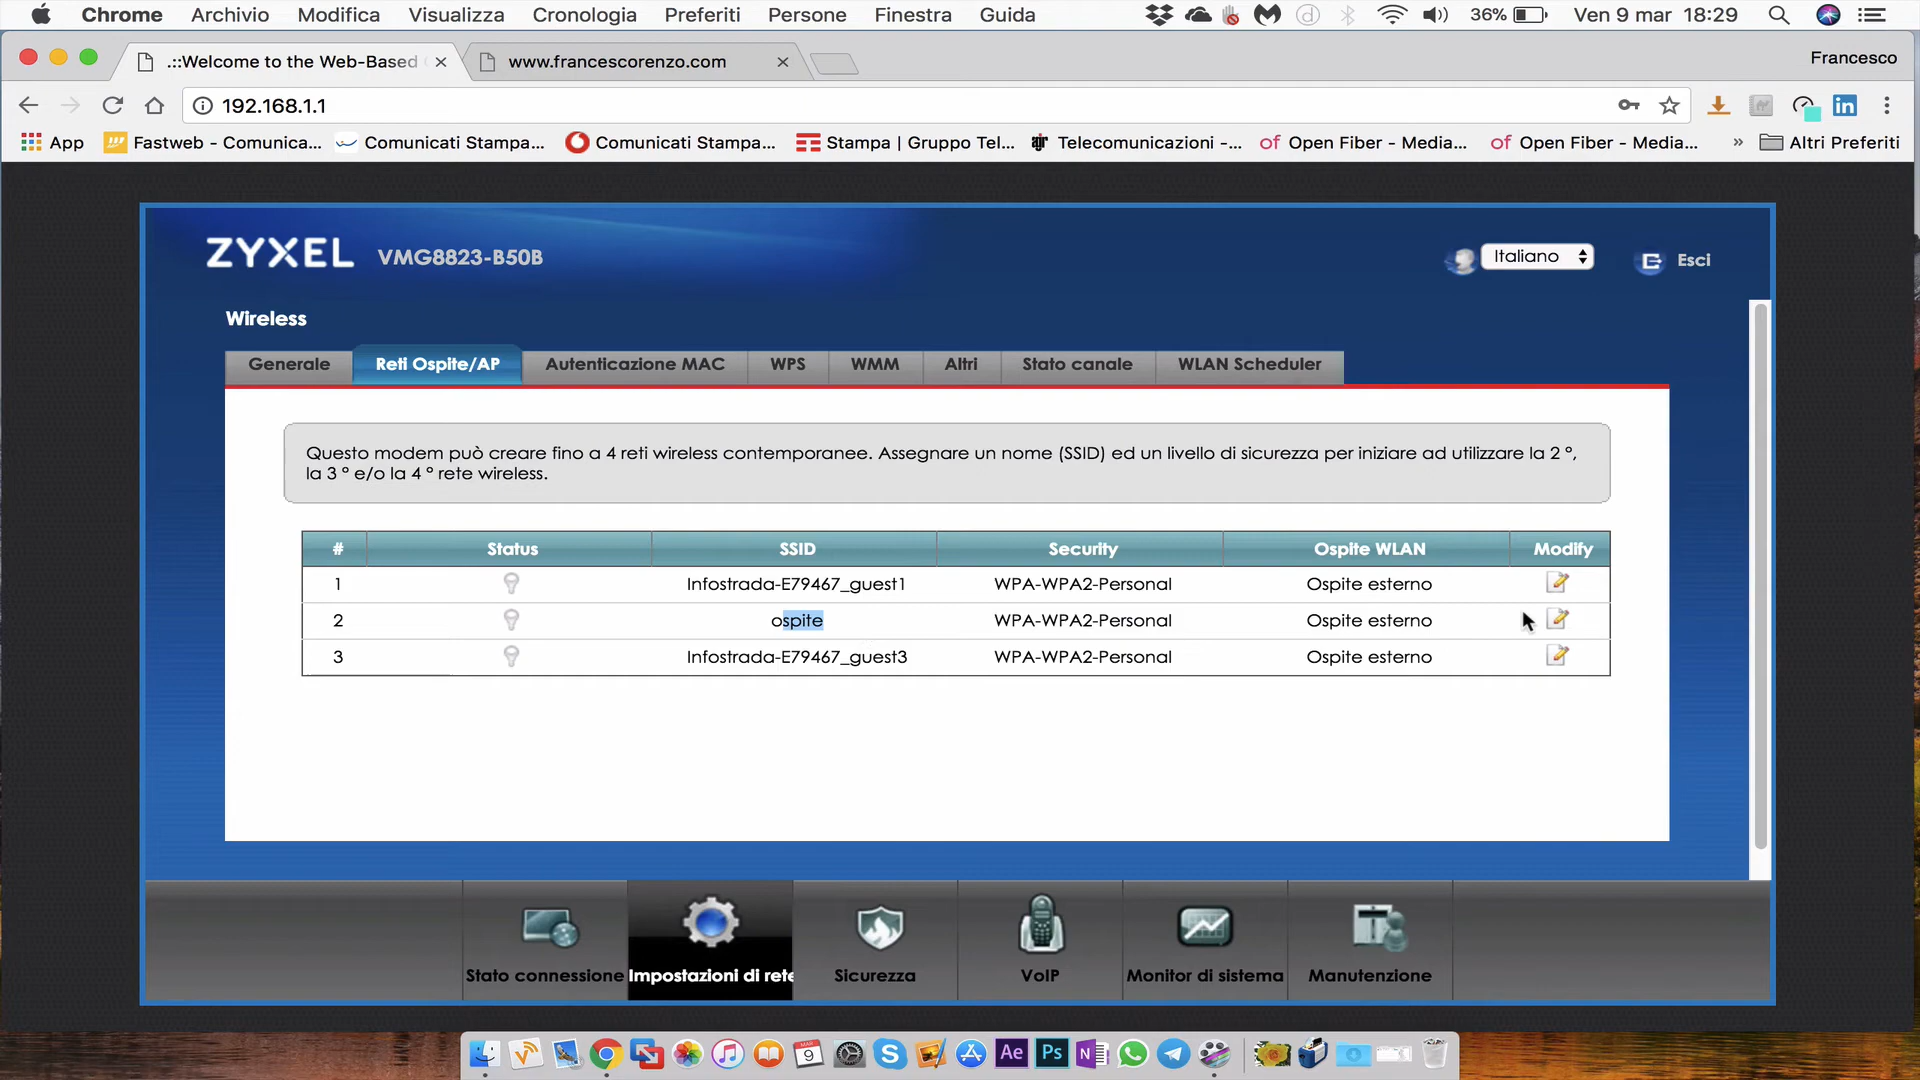 Chrome Archivio Modifica Visualizza Cronologia Preferiti Persone Finestra Guida 36% Ven 9 mar 18:29
.::Welcome to the Web-Based www.francescorenzo.com Francesco
192.168.1.1
App Fastweb - Comunica... Comunicati Stampa... Comunicati Stampa... Stampa | Gruppo Tel... Telecomunicazioni -... Open Fiber - Media... Open Fiber - Media... » Altri Preferiti
ZYXEL VMG8823-B50B Italiano Esci
Wireless
Generale Reti Ospite/AP Autenticazione MAC WPS WMM Altri Stato canale WLAN Scheduler
Questo modem può creare fino a 4 reti wireless contemporanee. Assegnare un nome (SSID) ed un livello di sicurezza per iniziare ad utilizzare la 2 °,
la 3 ° e/o la 4 ° rete wireless.
# Status SSID Security Ospite WLAN Modify
1 Infostrada-E79467_guest1 WPA-WPA2-Personal Ospite esterno
2 ospite WPA-WPA2-Personal Ospite esterno
3 Infostrada-E79467_guest3 WPA-WPA2-Personal Ospite esterno
Stato connessione Impostazioni di rete Sicurezza VoIP Monitor di sistema Manutenzione
9 Ae Ps N